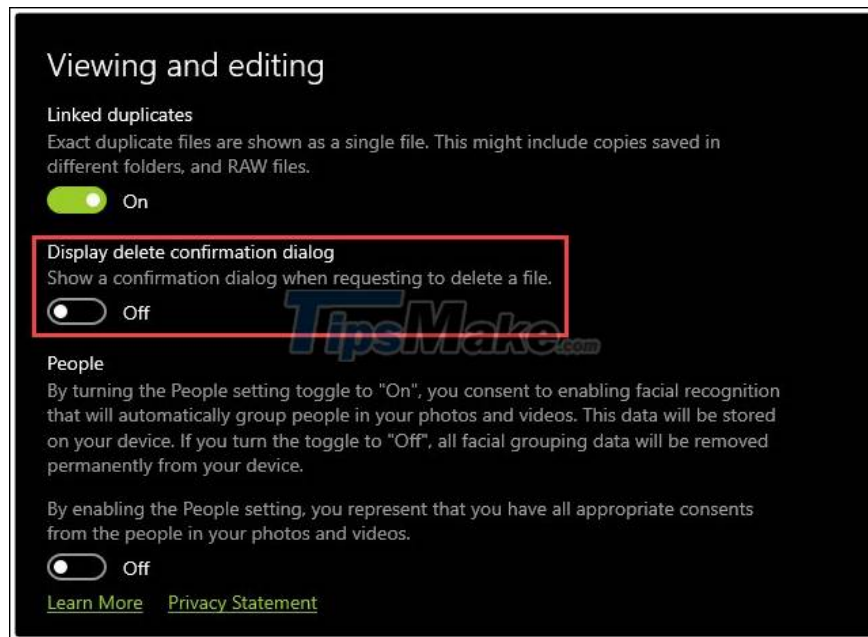 Viewing and editing
Linked duplicates
Exact duplicate files are shown as a single file. This might include copies saved in
different folders, and RAW files.
On
Display delete confirmation dialog
Show a confirmation dialog when requesting to delete a file.
Off
TipsMake.com
People
By turning the People setting toggle to "On", you consent to enabling facial recognition
that will automatically group people in your photos and videos. This data will be stored
on your device. If you turn the toggle to "Off", all facial grouping data will be removed
permanently from your device.
By enabling the People setting, you represent that you have all appropriate consents
from the people in your photos and videos.
Off
Learn More Privacy Statement